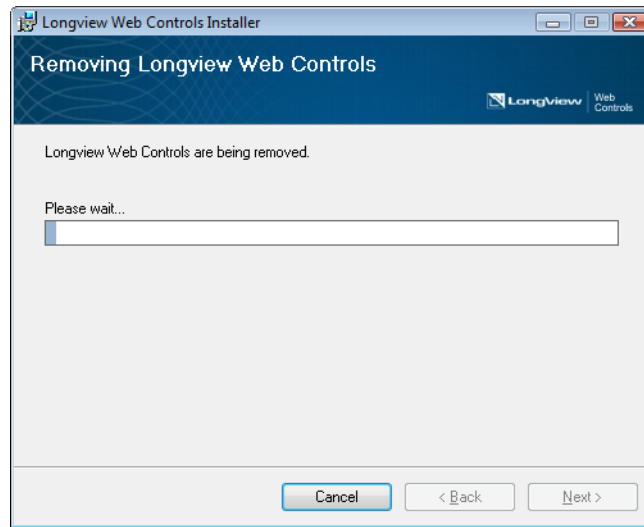 Longview Web Controls Installer
Removing Longview Web Controls
LongView Web
Controls
Longview Web Controls are being removed.
Please wait...
Cancel < Back Next >